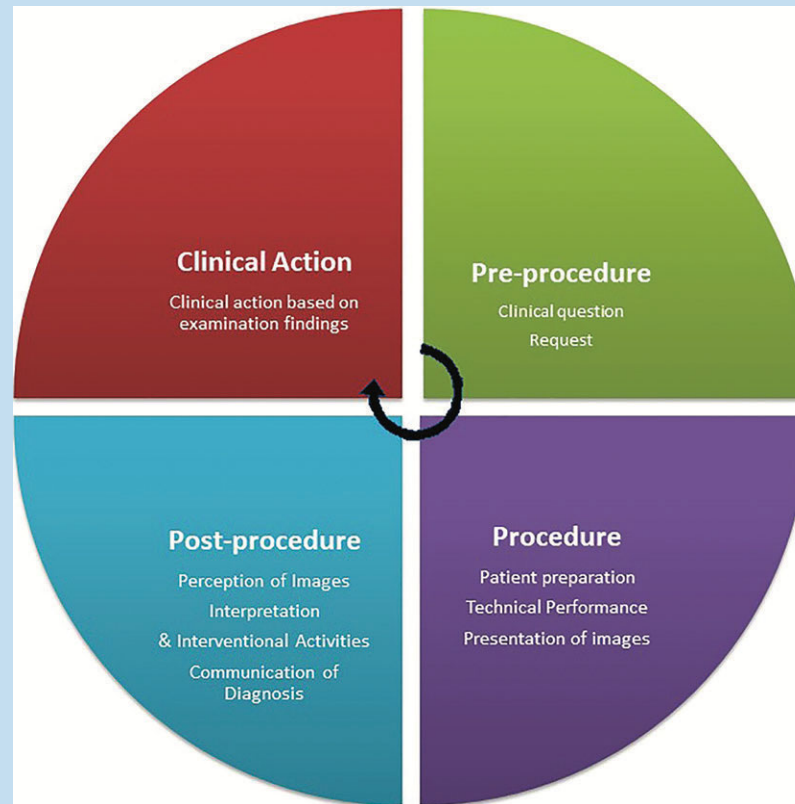 Clinical Action
Clinical action based on
examination findings
Pre-procedure
Clinical question
Request
Procedure
Patient preparation
Technical Performance
Presentation of images
Post-procedure
Perception of Images
Interpretation
& Interventional Activities
Communication of
Diagnosis